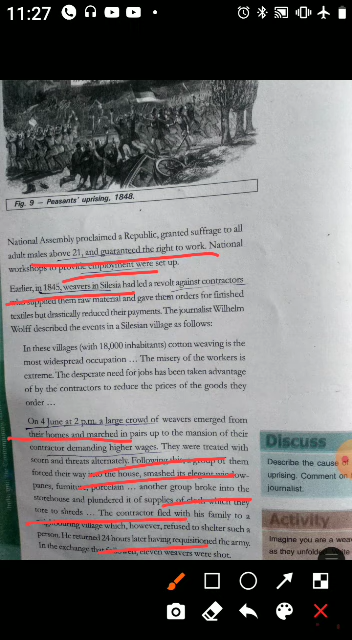 11:27
Fig. 9 – Peasants' uprising, 1848.
National Assembly proclaimed a Republic, granted suffrage to all
adult males above 21, and guaranteed the right to work. National
workshops to provide employment were set up.
Earlier, in 1845, weavers in Silesia had led a revolt against contractors
who supplied them raw material and gave them orders for finished
textiles but drastically reduced their payments. The journalist Wilhelm
Wolff described the events in a Silesian village as follows:
In these villages (with 18,000 inhabitants) cotton weaving is the
most widespread occupation ... The misery of the workers is
extreme. The desperate need for jobs has been taken advantage
of by the contractors to reduce the prices of the goods they
order ...
On 4 June at 2 p.m. a large crowd of weavers emerged from
their homes and marched in pairs up to the mansion of their
contractor demanding higher wages. They were treated with
scorn and threats alternately. Following this, a group of them
forced their way into the house, smashed its elegant window-
panes, furniture, porcelain ... another group broke into the
storehouse and plundered it of supplies of cloth which they
tore to shreds ... The contractor fled with his family to a
neighbouring village which, however, refused to shelter such a
person. He returned 24 hours later having requisitioned the army.
In the exchange that followed, eleven weavers were shot.
Discuss
Describe the cause
uprising. Comment on
journalist.
Activity
Imagine you are a
as they